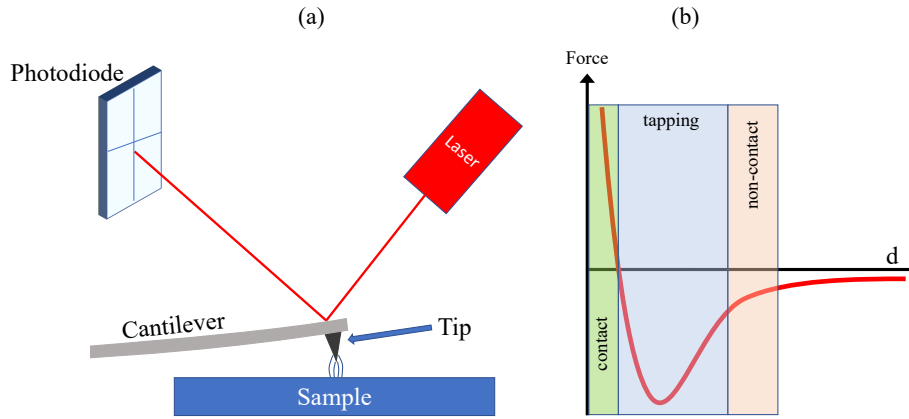 (a)
Photodiode
Laser
Cantilever
Tip
Sample
(b)
Force
tapping
non-contact
d
contact